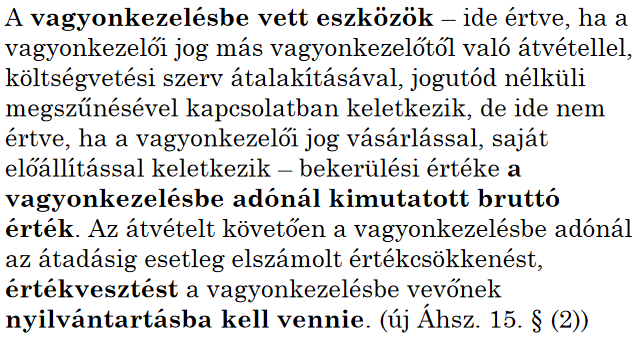 A vagyonkezelésbe vett eszközök – ide értve, ha a
vagyonkezelői jog más vagyonkezelőtől való átvétellel,
költségvetési szerv átalakításával, jogutód nélküli
megszűnésével kapcsolatban keletkezik, de ide nem
értve, ha a vagyonkezelői jog vásárlással, saját
előállítással keletkezik – bekerülési értéke a
vagyonkezelésbe adónál kimutatott bruttó
érték. Az átvételt követően a vagyonkezelésbe adónál
az átadásig esetleg elszámolt értékcsökkenést,
értékvesztést a vagyonkezelésbe vevőnek
nyilvántartásba kell vennie. (új Áhsz. 15. § (2))